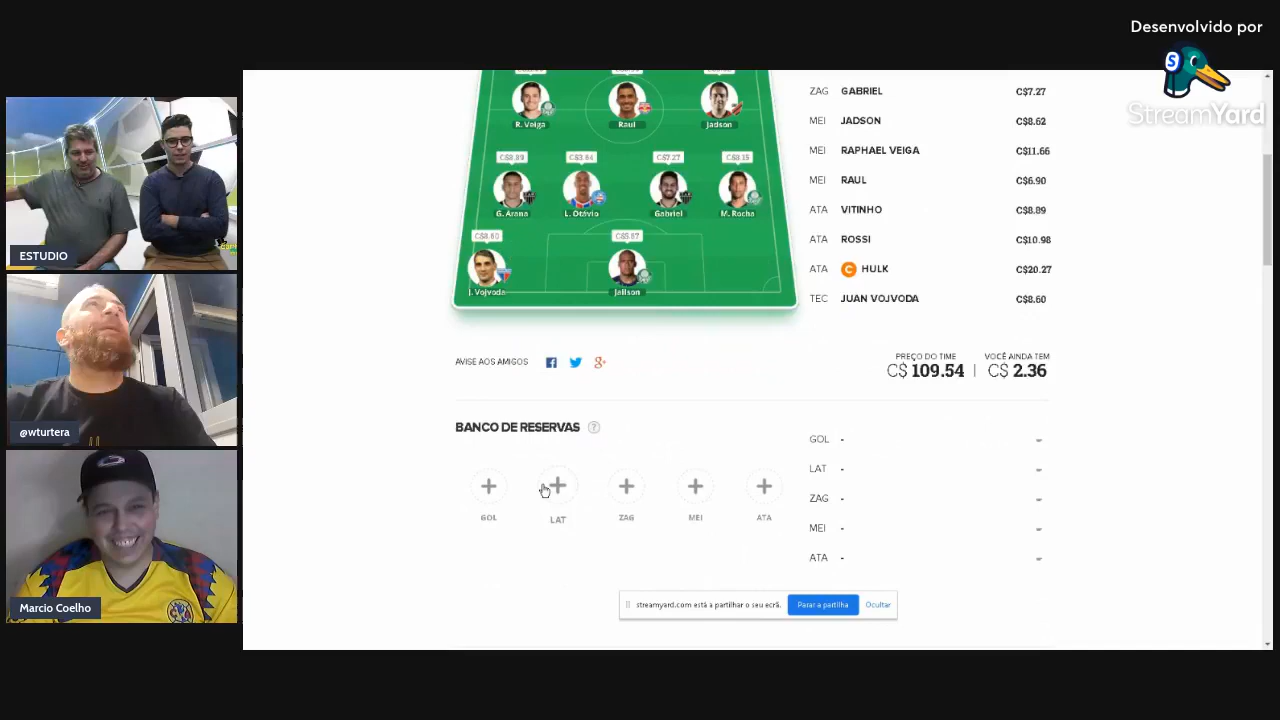 Desenvolvido por
StreamYard
ESTUDIO
@wturtera
Marcio Coelho
R. Veiga
Raul
Jadson
C$8.89
C$3.64
C$7.27
C$8.15
G. Arana
L. Otávio
Gabriel
M. Rocha
C$8.60
C$5.87
J. Vojvoda
Jailson
ZAG GABRIEL C$7.27
MEI JADSON C$8.62
MEI RAPHAEL VEIGA C$11.66
MEI RAUL C$6.90
ATA VITINHO C$8.89
ATA ROSSI C$10.98
ATA C HULK C$20.27
TEC JUAN VOJVODA C$8.60
AVISE AOS AMIGOS
PREÇO DO TIME
C$ 109.54
VOCÊ AINDA TEM
C$ 2.36
BANCO DE RESERVAS ?
GOL
LAT
ZAG
MEI
ATA
GOL -
LAT -
ZAG -
MEI -
ATA -
streamyard.com está a partilhar o seu ecrã.
Parar a partilha
Ocultar